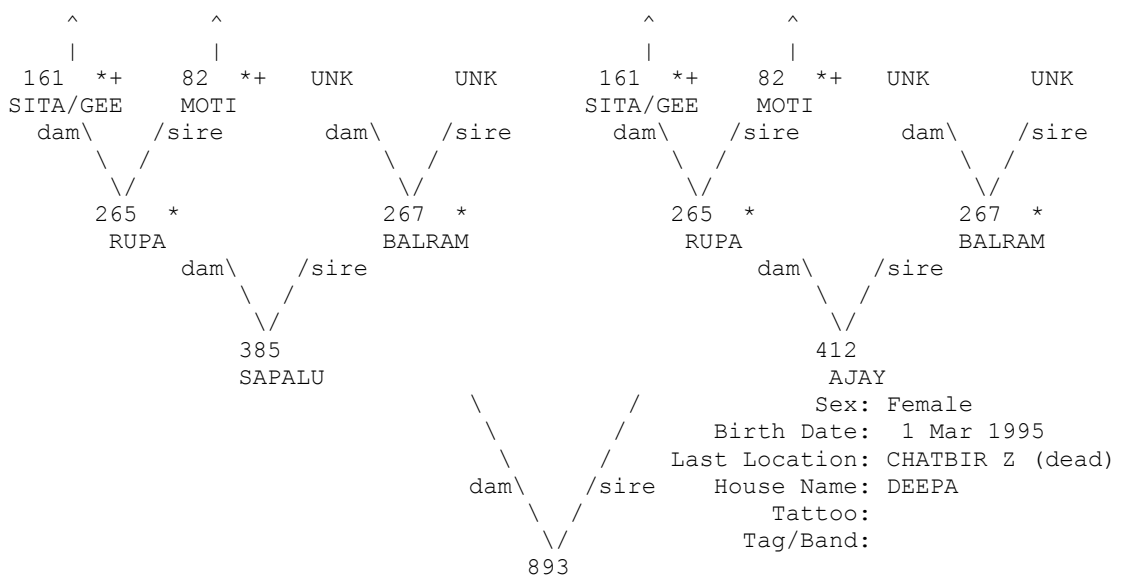 ^ ^ ^ ^
| | | |
161 *+ 82 *+ UNK UNK 161 *+ 82 *+ UNK UNK
SITA/GEE MOTI SITA/GEE MOTI
dam\ /sire dam\ /sire dam\ /sire dam\ /sire
\ / \ / \ / \ /
\/ \/ \/ \/
265 * 267 * 265 * 267 *
RUPA BALRAM RUPA BALRAM
dam\ /sire dam\ /sire
\ / \ /
\/ \/
385 412
SAPALU AJAY
\ / Sex: Female
\ / Birth Date: 1 Mar 1995
\ / Last Location: CHATBIR Z (dead)
dam\ /sire House Name: DEEPA
\ / Tattoo:
\/ Tag/Band:
893